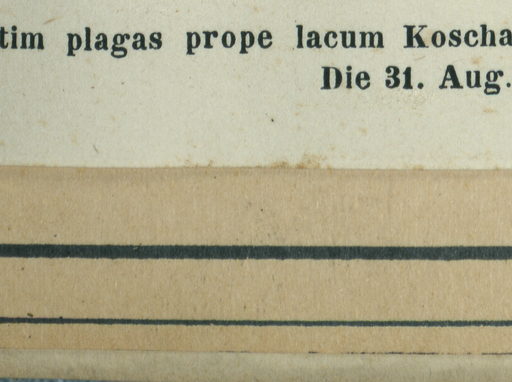 tim plagas prope lacum Koscha
Die 31. Aug.